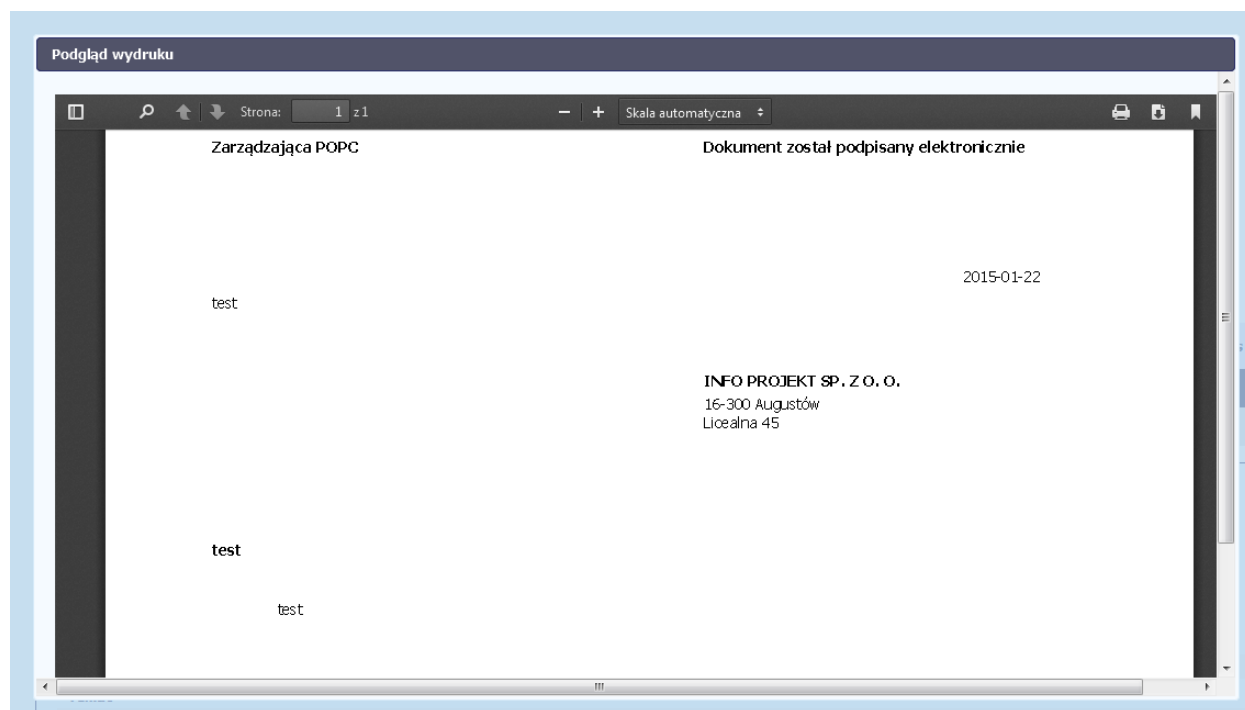 Podgląd wydruku
Strona: 1 z 1 Skala automatyczna
Zarządzająca POPC Dokument został podpisany elektronicznie
2015-01-22
test
INFO PROJEKT SP. Z O. O.
16-300 Augustów
Licealna 45
test
test